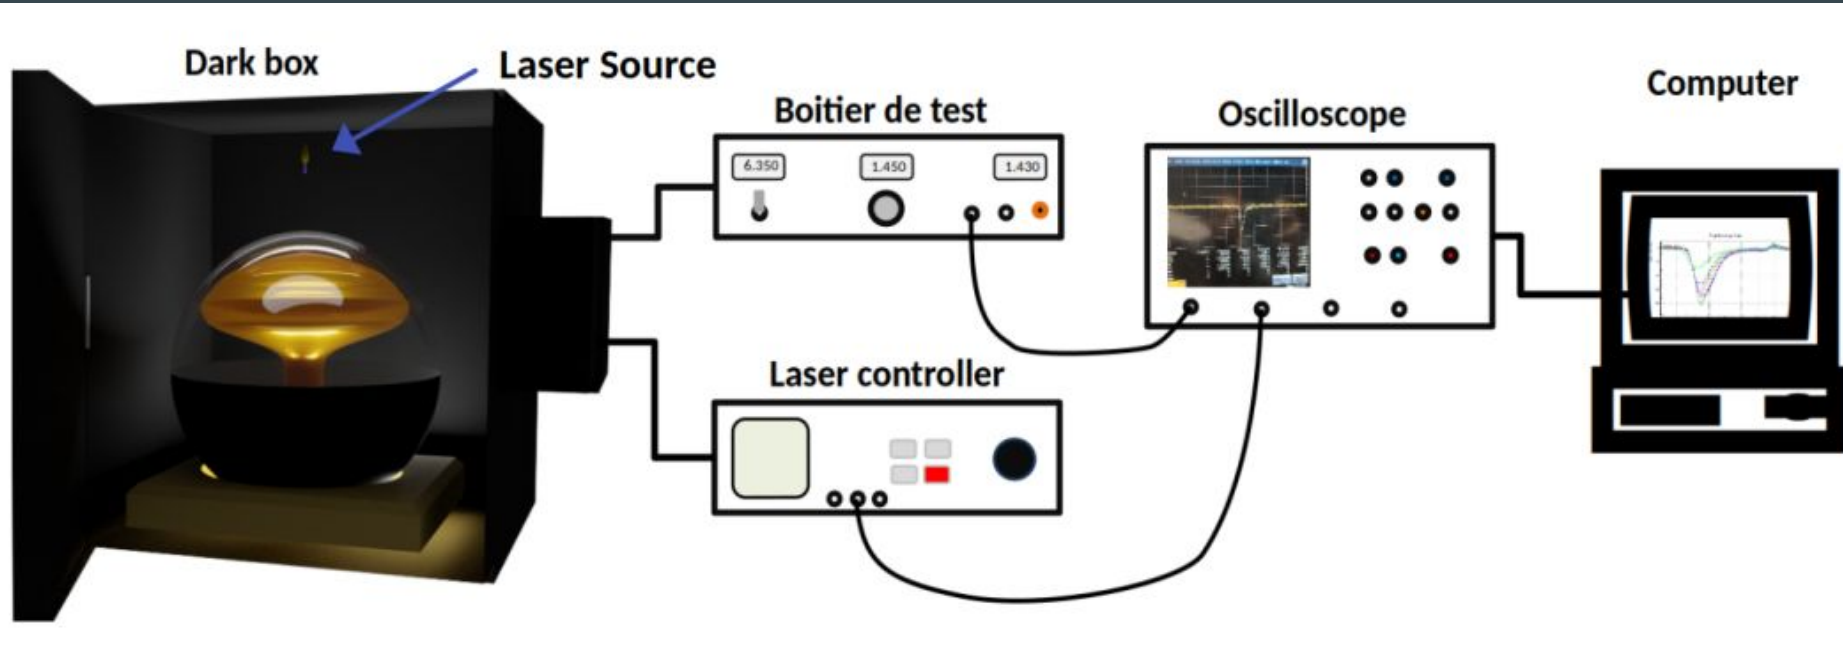 Dark box
Laser Source
Boitier de test
Oscilloscope
Computer
6.350
1.450
1.430
Laser controller